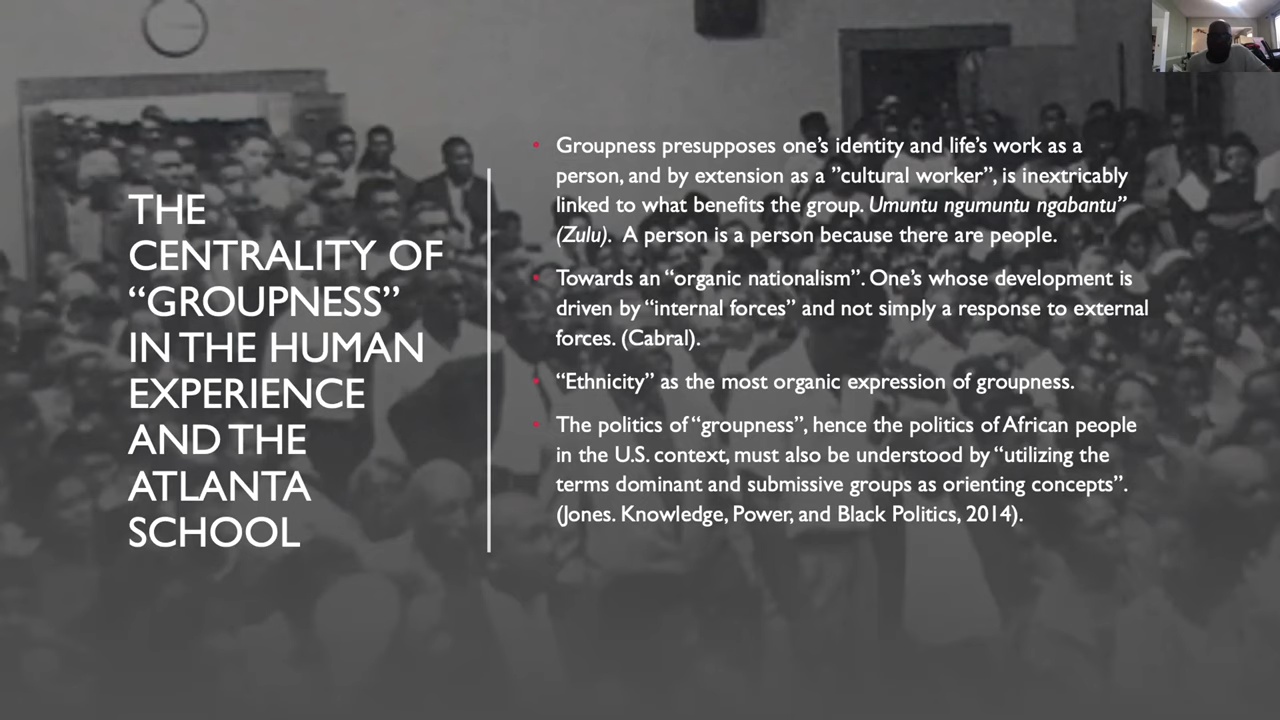 THE
CENTRALITY OF
“GROUPNESS”
IN THE HUMAN
EXPERIENCE
AND THE
ATLANTA
SCHOOL
• Groupness presupposes one’s identity and life’s work as a
person, and by extension as a ”cultural worker”, is inextricably
linked to what benefits the group. Umuntu ngumuntu ngabantu”
(Zulu). A person is a person because there are people.
• Towards an “organic nationalism”. One’s whose development is
driven by “internal forces” and not simply a response to external
forces. (Cabral).
• “Ethnicity” as the most organic expression of groupness.
• The politics of “groupness”, hence the politics of African people
in the U.S. context, must also be understood by “utilizing the
terms dominant and submissive groups as orienting concepts”.
(Jones. Knowledge, Power, and Black Politics, 2014).